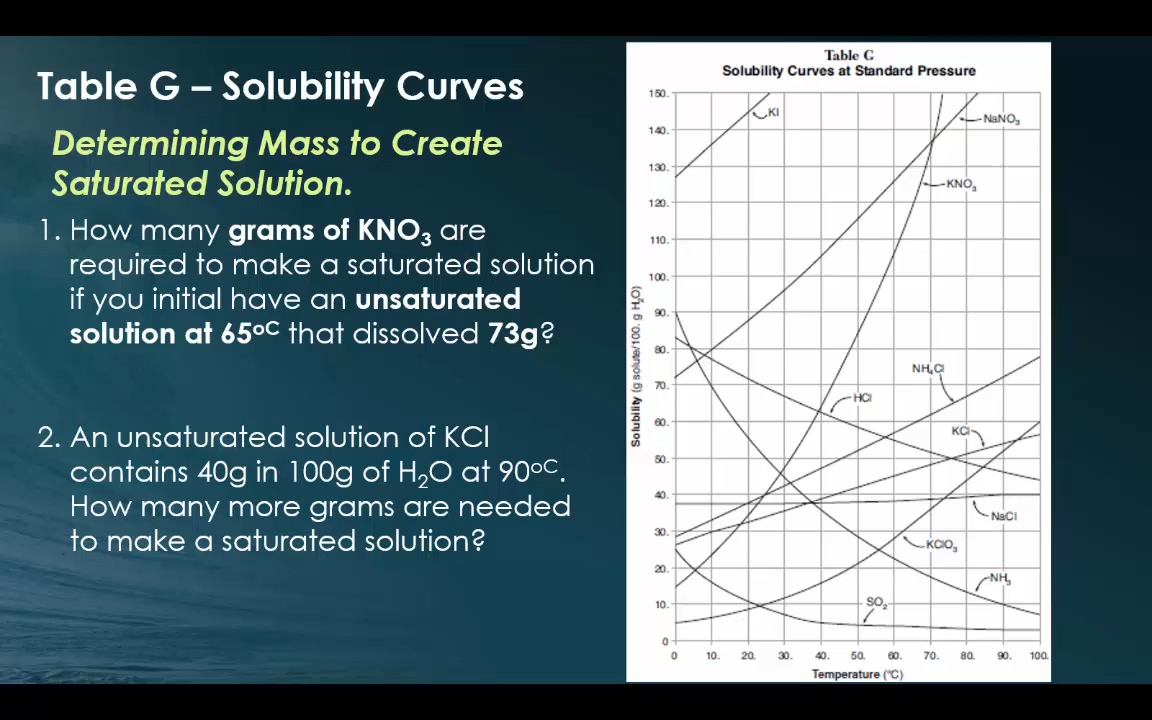 Table G – Solubility Curves
Determining Mass to Create
Saturated Solution.
1. How many grams of KNO₃ are
required to make a saturated solution
if you initial have an unsaturated
solution at 65ºC that dissolved 73g?
2. An unsaturated solution of KCl
contains 40g in 100g of H₂O at 90ºC.
How many more grams are needed
to make a saturated solution?
Table G
Solubility Curves at Standard Pressure
Solubility (g solute/100. g H₂O)
150.
140.
130.
120.
110.
100.
90.
80.
70.
60.
50.
40.
30.
20.
10.
0
KI
NaNO₃
KNO₃
NH₄Cl
HCl
KCl
NaCl
KClO₃
NH₃
SO₂
0 10. 20. 30. 40. 50. 60. 70. 80. 90. 100.
Temperature (°C)